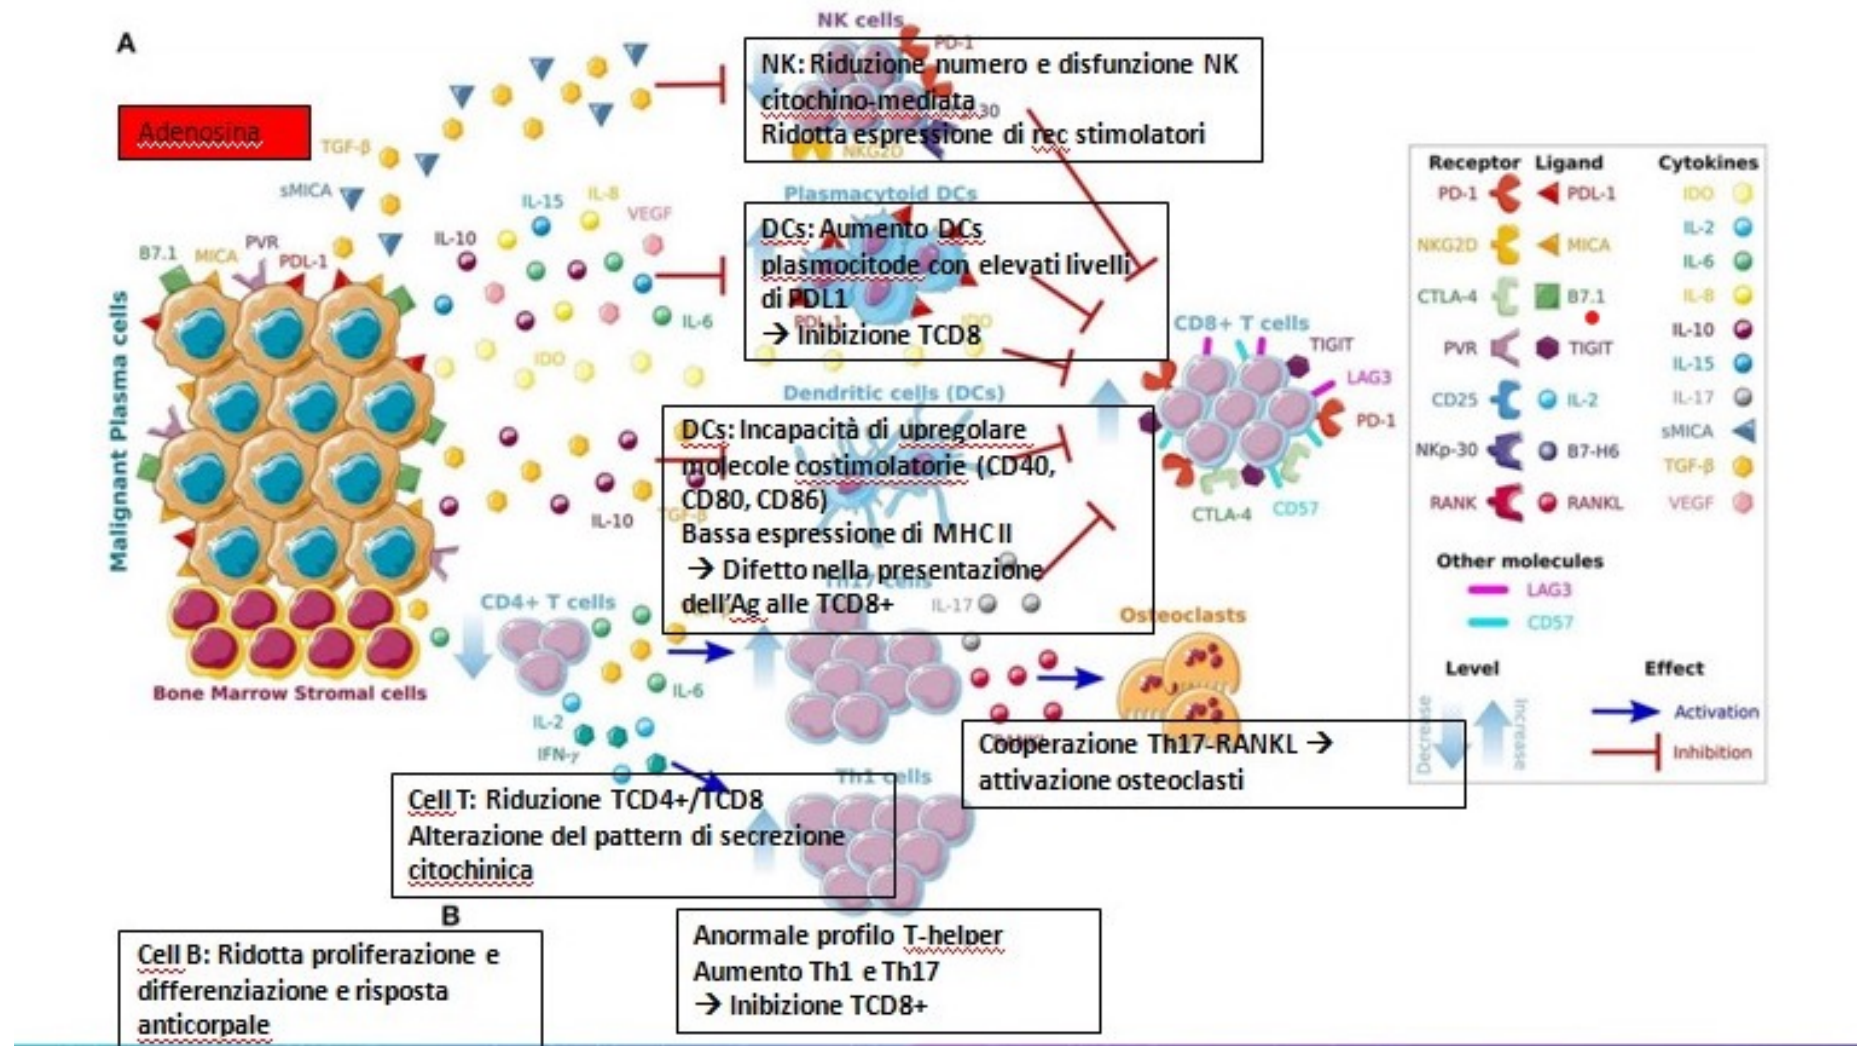 A
NK cells
PD-1
NK: Riduzione numero e disfunzione NK
citochino-mediata
30
Ridotta espressione di rec stimolatori
NKG2D
Adenosina
TGF-β
sMICA
IL-15
IL-8
VEGF
IL-10
B7.1
MICA
PVR
PDL-1
IL-6
IDO
IL-10
TGF-β
Malignant Plasma cells
Bone Marrow Stromal cells
Plasmacytoid DCs
DCs: Aumento DCs
plasmocitode con elevati livelli
di PDL1
→ Inibizione TCD8
PDL-1
IDO
Dendritic cells (DCs)
DCs: Incapacità di upregolare
molecole costimolatorie (CD40,
CD80, CD86)
Bassa espressione di MHC II
→ Difetto nella presentazione
dell'Ag alle TCD8+
Th17 cells
IL-17
CD8+ T cells
TIGIT
LAG3
PD-1
CTLA-4
CD57
CD4+ T cells
IL-6
IL-2
IFN-γ
Osteoclasts
Cooperazione Th17-RANKL →
attivazione osteoclasti
Th1 cells
Cell T: Riduzione TCD4+/TCD8
Alterazione del pattern di secrezione
citochinica
B
Cell B: Ridotta proliferazione e
differenziazione e risposta
anticorpale
Anormale profilo T-helper
Aumento Th1 e Th17
→ Inibizione TCD8+
Receptor Ligand Cytokines
PD-1 PDL-1 IDO
IL-2
NKG2D MICA
IL-6
CTLA-4 B7.1 IL-8
IL-10
PVR TIGIT
IL-15
CD25 IL-2 IL-17
sMICA
NKp-30 B7-H6
TGF-β
RANK RANKL VEGF
Other molecules
LAG3
CD57
Level Effect
Decrease
Increase
Activation
Inhibition